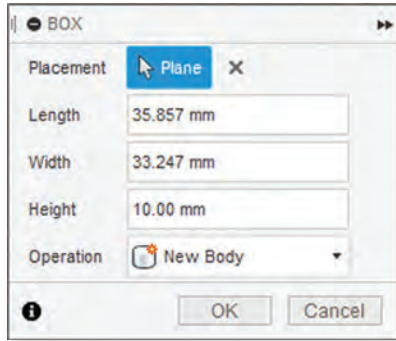 BOX
Placement Plane
Length 35.857 mm
Width 33.247 mm
Height 10.00 mm
Operation New Body
OK Cancel